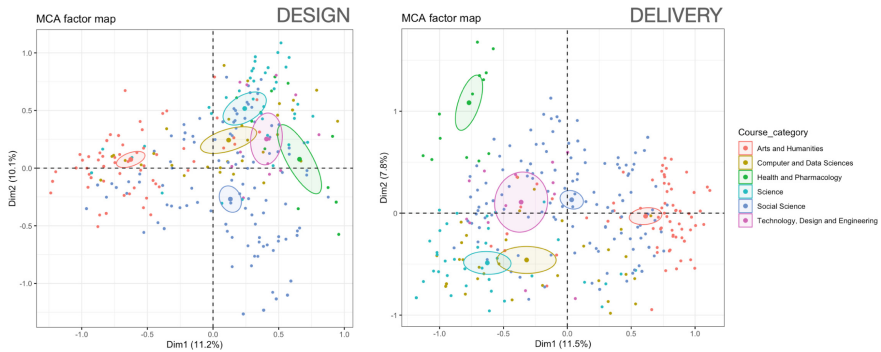 MCA factor map
DESIGN
1.0
0.5
0.0
-0.5
-1.0
Dim2 (10.1%)
-1.0
-0.5
0.0
0.5
1.0
Dim1 (11.2%)
MCA factor map
DELIVERY
1
0
-1
Dim2 (7.8%)
-1.0
-0.5
0.0
0.5
1.0
Dim1 (11.5%)
Course_category
Arts and Humanities
Computer and Data Sciences
Health and Pharmacology
Science
Social Science
Technology, Design and Engineering